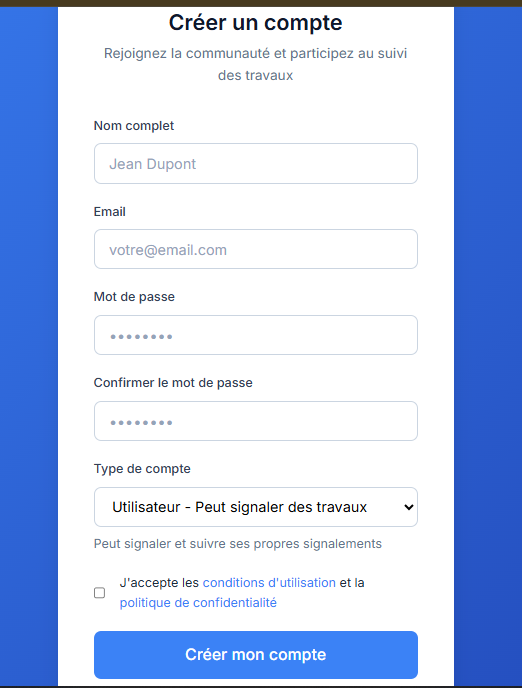 Créer un compte
Rejoignez la communauté et participez au suivi
des travaux
Nom complet
Jean Dupont
Email
votre@email.com
Mot de passe
••••••••
Confirmer le mot de passe
••••••••
Type de compte
Utilisateur - Peut signaler des travaux
Peut signaler et suivre ses propres signalements
J'accepte les conditions d'utilisation et la
politique de confidentialité
Créer mon compte